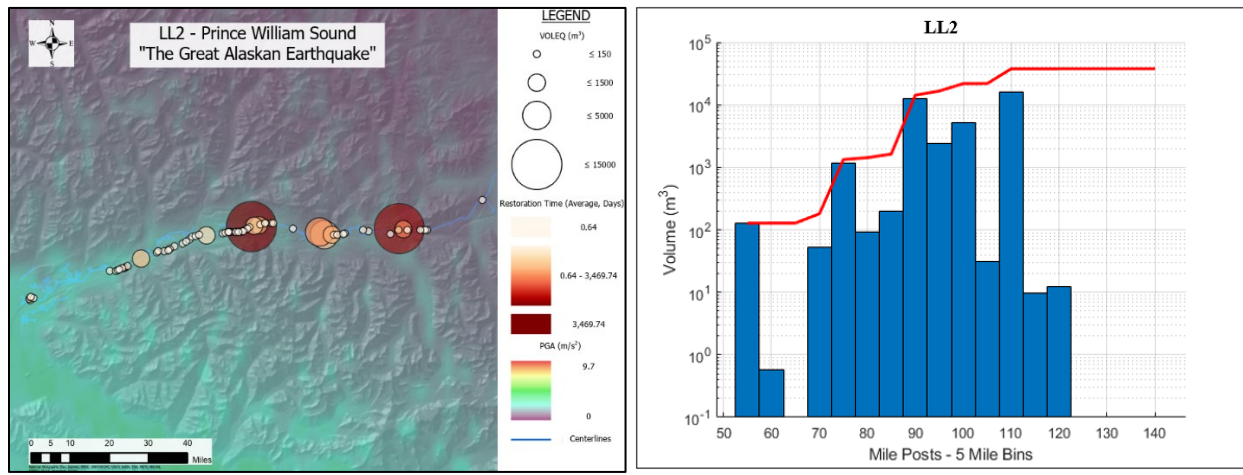 LL2 - Prince William Sound
"The Great Alaskan Earthquake"
N
W E
S
LEGEND
VOLEQ (m³)
≤ 150
≤ 1500
≤ 5000
≤ 15000
Restoration Time (Average, Days)
0.64
0.64 - 3,469.74
3,469.74
PGA (m/s²)
9.7
0
Centerlines
0 5 10 20 30 40
Miles
LL2
10⁵
10⁴
10³
10²
10¹
10⁰
10⁻¹
Volume (m³)
50 60 70 80 90 100 110 120 130 140
Mile Posts - 5 Mile Bins